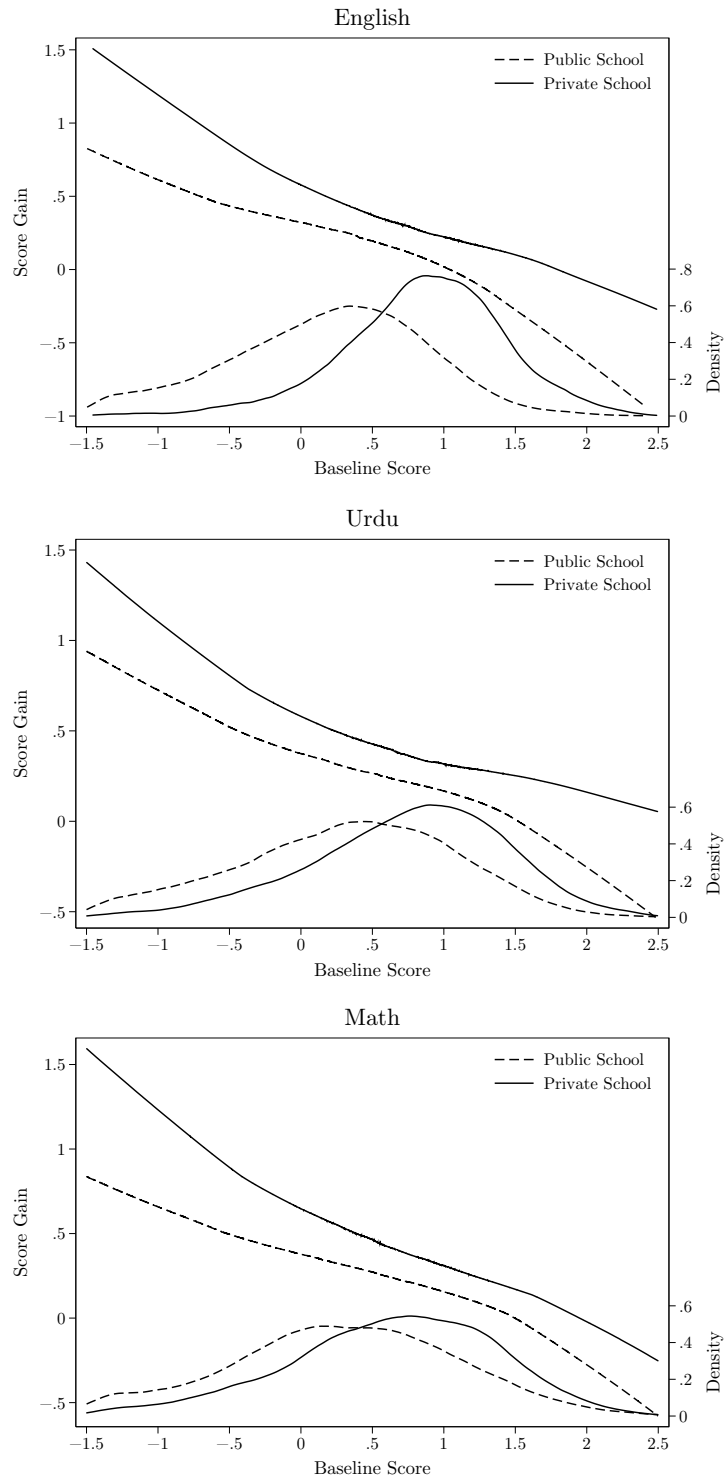 English
Public School
Private School
Score Gain
1.5
1
.5
0
−.5
−1
Density
.8
.6
.4
.2
0
−1.5 −1 −.5 0 .5 1 1.5 2 2.5
Baseline Score
Urdu
Public School
Private School
Score Gain
1.5
1
.5
0
−.5
Density
.6
.4
.2
0
−1.5 −1 −.5 0 .5 1 1.5 2 2.5
Baseline Score
Math
Public School
Private School
Score Gain
1.5
1
.5
0
−.5
Density
.6
.4
.2
0
−1.5 −1 −.5 0 .5 1 1.5 2 2.5
Baseline Score